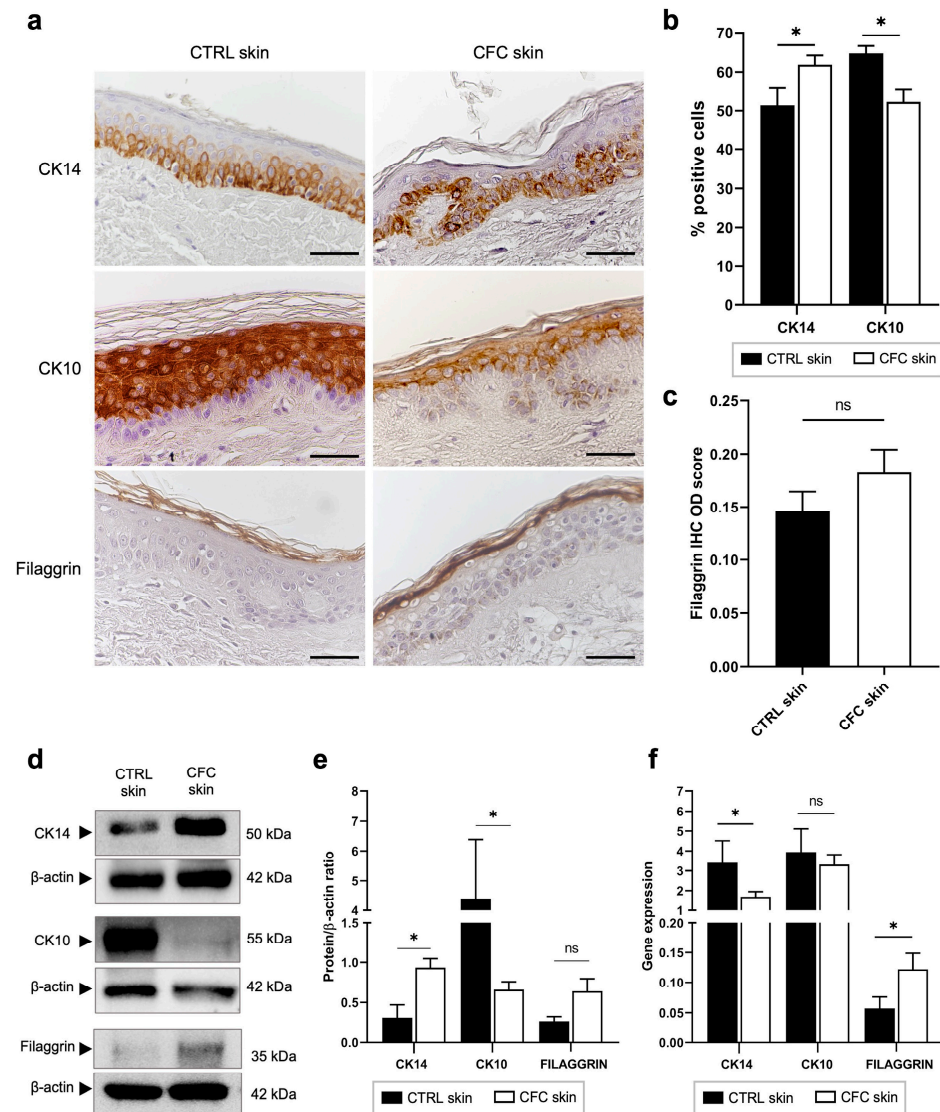 a
CTRL skin
CFC skin
CK14
CK10
Filaggrin
b
% positive cells
70
60
50
40
30
20
10
0
*
*
CK14
CK10
CTRL skin
CFC skin
c
Filaggrin IHC OD score
0.25
0.20
0.15
0.10
0.05
0.00
ns
CTRL skin
CFC skin
d
CTRL
skin
CFC
skin
CK14
50 kDa
β-actin
42 kDa
CK10
55 kDa
β-actin
42 kDa
Filaggrin
35 kDa
β-actin
42 kDa
e
Protein/β-actin ratio
8
7
6
5
4
1.5
1.0
0.5
0.0
*
*
ns
CK14
CK10
FILAGGRIN
CTRL skin
CFC skin
f
Gene expression
8
7
6
5
4
3
2
1
0.20
0.15
0.10
0.05
0.00
*
ns
*
CK14
CK10
FILAGGRIN
CTRL skin
CFC skin